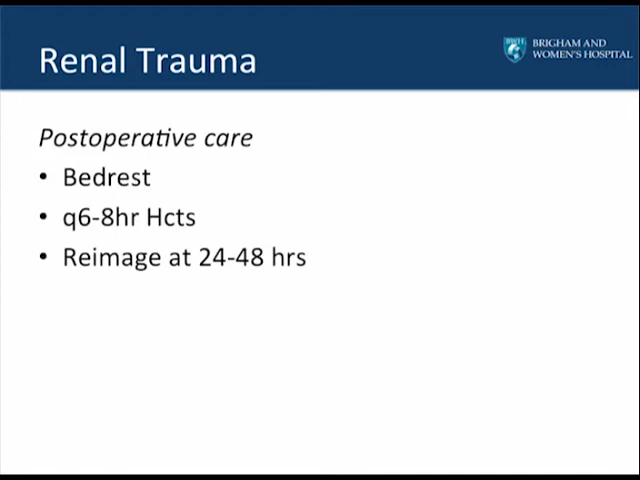 Renal Trauma
BRIGHAM AND
WOMEN'S HOSPITAL
Postoperative care
• Bedrest
• q6-8hr Hcts
• Reimage at 24-48 hrs